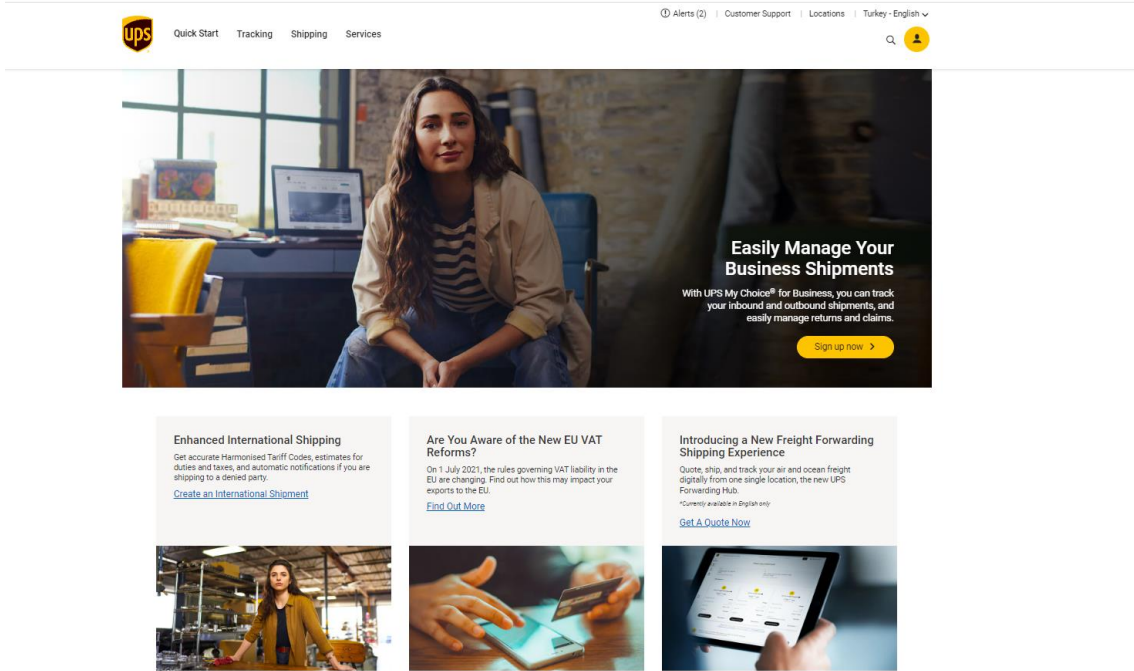 Alerts (2) | Customer Support | Locations | Turkey - English
ups
Quick Start Tracking Shipping Services
Easily Manage Your
Business Shipments
With UPS My Choice® for Business, you can track
your inbound and outbound shipments, and
easily manage returns and claims.
Sign up now
Enhanced International Shipping
Get accurate Harmonised Tariff Codes, estimates for
duties and taxes, and automatic notifications if you are
shipping to a denied party.
Create an International Shipment
Are You Aware of the New EU VAT
Reforms?
On 1 July 2021, the rules governing VAT liability in the
EU are changing. Find out how this may impact your
exports to the EU.
Find Out More
Introducing a New Freight Forwarding
Shipping Experience
Quote, ship, and track your air and ocean freight
digitally from one single location, the new UPS
Forwarding Hub.
*Currently available in English only
Get A Quote Now